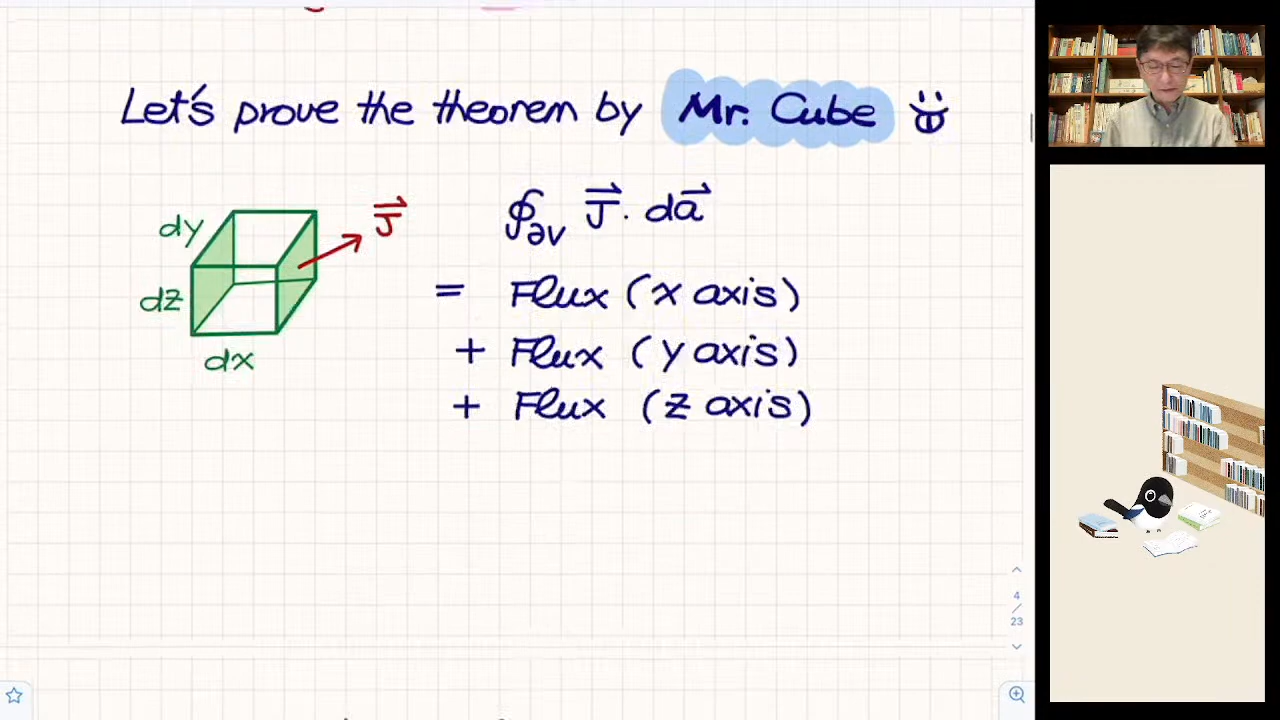 Let's prove the theorem by Mr. Cube
dy
J⃗
∮∂V J⃗ · da⃗
dz
= Flux (x axis)
+ Flux (y axis)
dx
+ Flux (z axis)
4
/
23